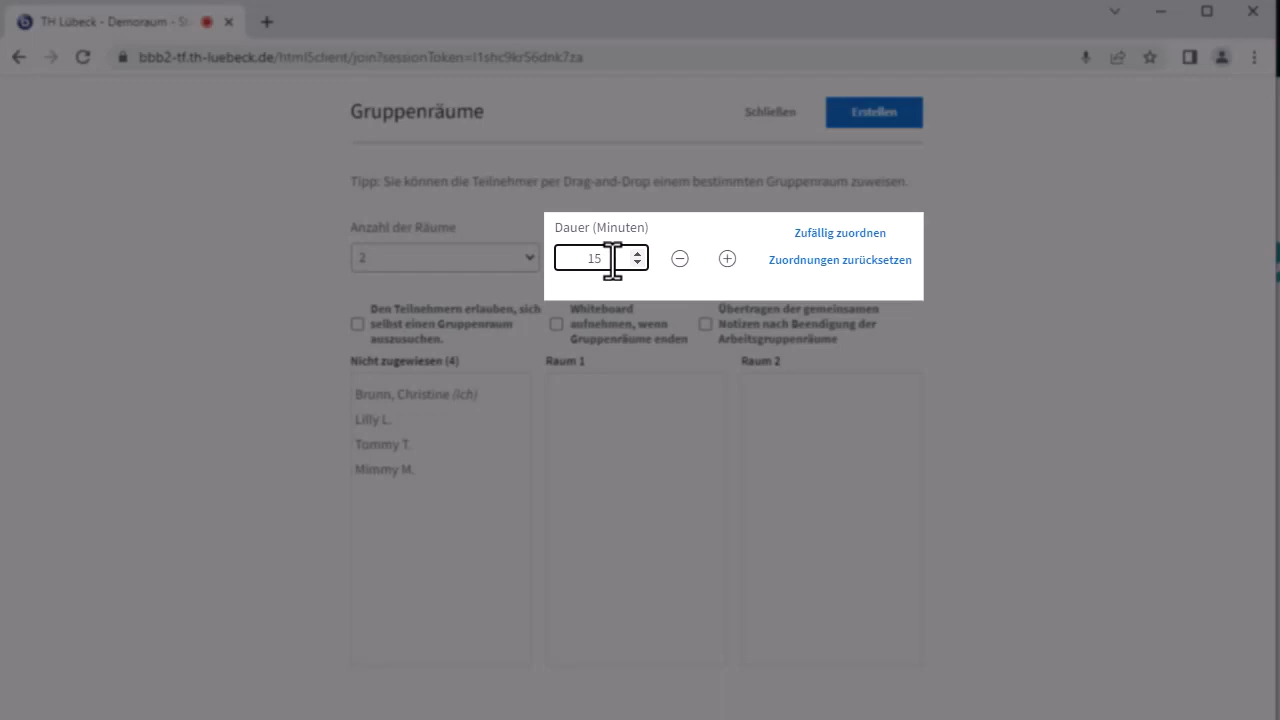 TH Lübeck - Demoraum - St
bbb2-tf.th-luebeck.de/html5client/join?sessionToken=l1shc9kr56dnk7za
Gruppenräume
Schließen
Erstellen
Tipp: Sie können die Teilnehmer per Drag-and-Drop einem bestimmten Gruppenraum zuweisen.
Anzahl der Räume
2
Dauer (Minuten)
15
Zufällig zuordnen
Zuordnungen zurücksetzen
Den Teilnehmern erlauben, sich
selbst einen Gruppenraum
auszusuchen.
Whiteboard
aufnehmen, wenn
Gruppenräume enden
Übertragen der gemeinsamen
Notizen nach Beendigung der
Arbeitsgruppenräume
Nicht zugewiesen (4)
Brunn, Christine (Ich)
Lilly L.
Tommy T.
Mimmy M.
Raum 1
Raum 2